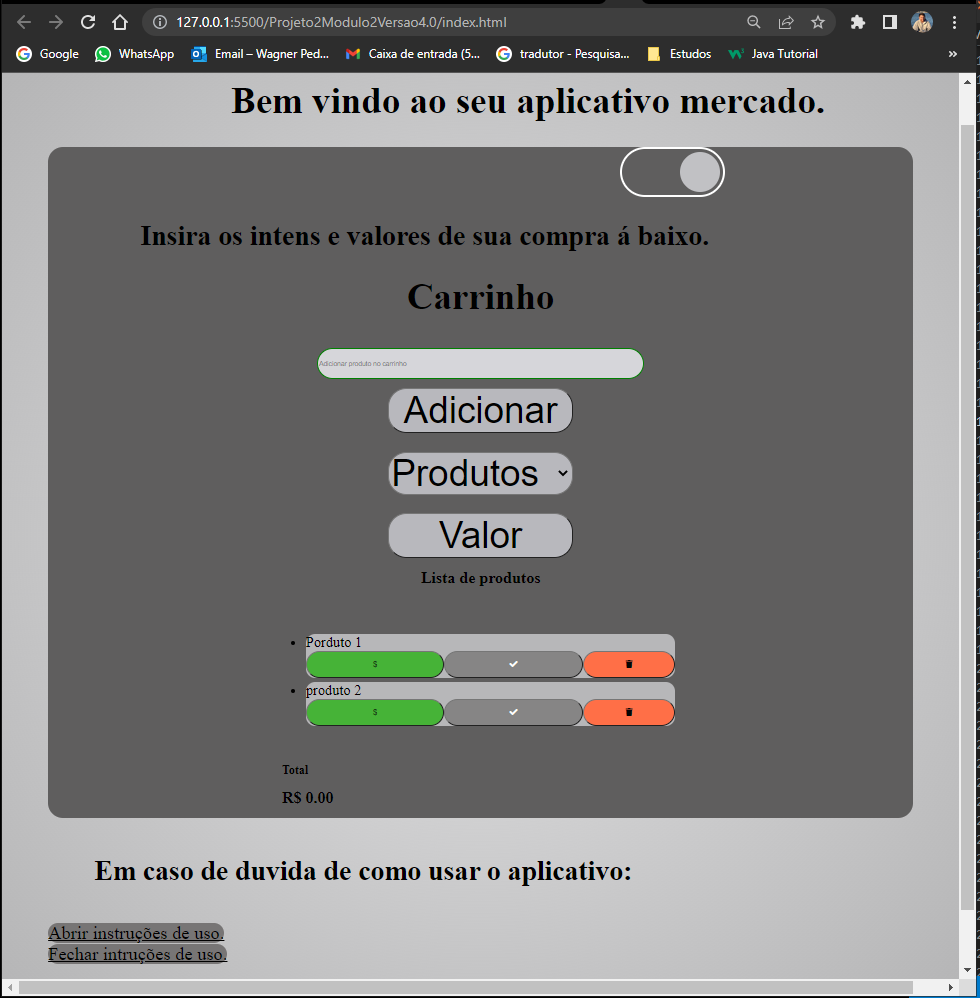 127.0.0.1:5500/Projeto2Modulo2Versao4.0/index.html
Google WhatsApp Email – Wagner Ped... Caixa de entrada (5... tradutor - Pesquisa... Estudos Java Tutorial »
Bem vindo ao seu aplicativo mercado.
Insira os intens e valores de sua compra á baixo.
Carrinho
Adicionar produto no carrinho
Adicionar
Produtos
Valor
Lista de produtos
Porduto 1
$
produto 2
$
Total
R$ 0.00
Em caso de duvida de como usar o aplicativo:
Abrir instruções de uso.
Fechar intruções de uso.